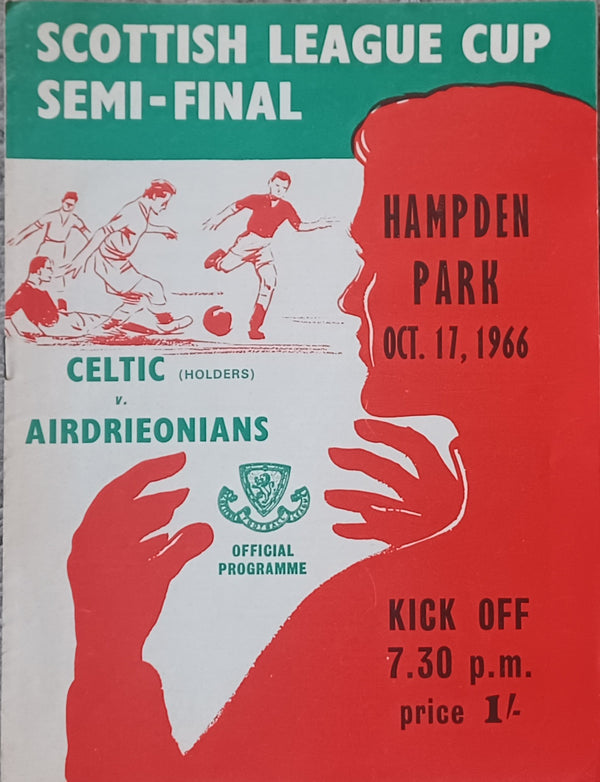 SCOTTISH LEAGUE CUP
SEMI-FINAL
HAMPDEN
PARK
OCT. 17, 1966
CELTIC (HOLDERS)
v.
AIRDRIEONIANS
OFFICIAL
PROGRAMME
KICK OFF
7.30 p.m.
price 1/-